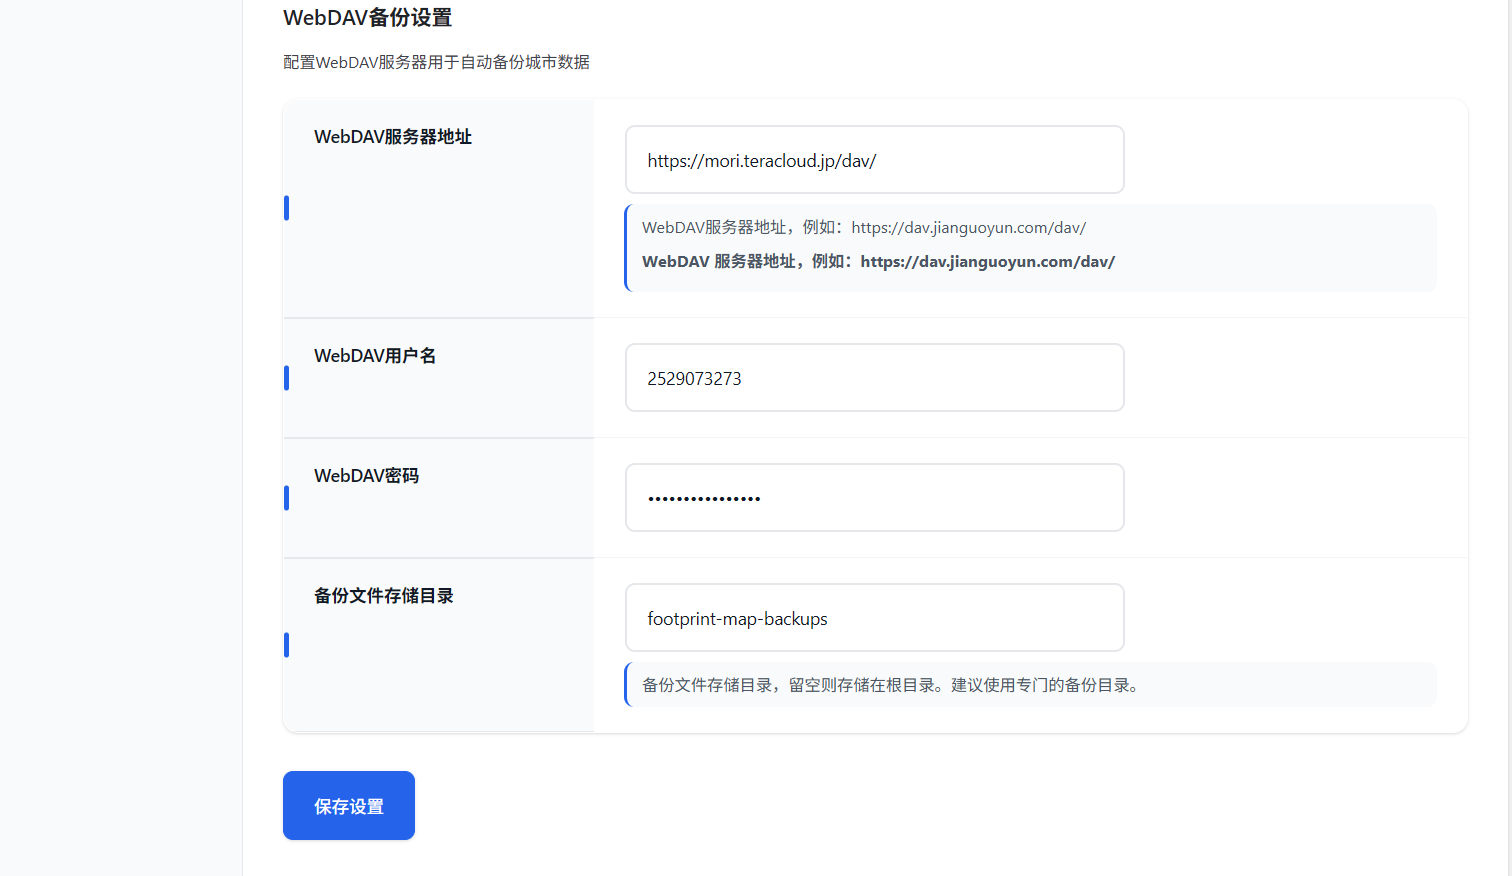 WebDAV备份设置
配置WebDAV服务器用于自动备份城市数据
WebDAV服务器地址
https://mori.teracloud.jp/dav/
WebDAV服务器地址，例如：https://dav.jianguoyun.com/dav/
WebDAV 服务器地址，例如：https://dav.jianguoyun.com/dav/
WebDAV用户名
2529073273
WebDAV密码
••••••••••••••••
备份文件存储目录
footprint-map-backups
备份文件存储目录，留空则存储在根目录。建议使用专门的备份目录。
保存设置